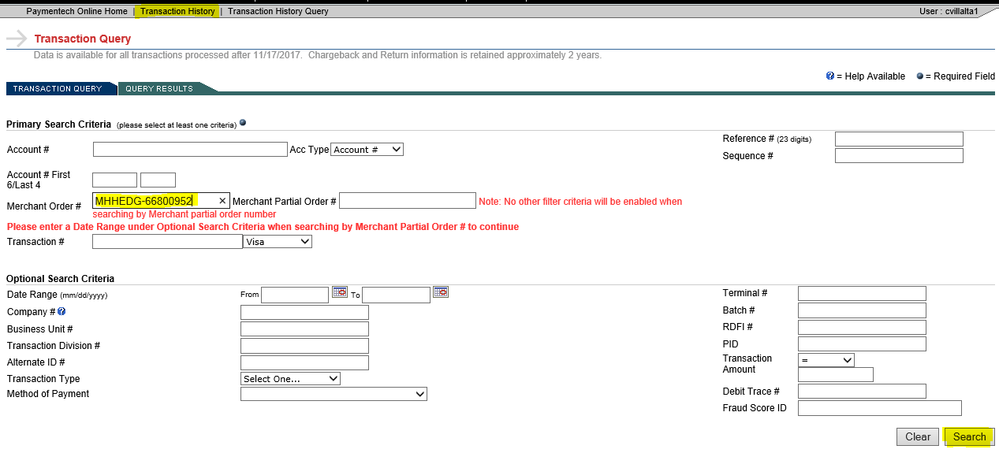 Paymentech Online Home | Transaction History | Transaction History Query User : cvillalta1
Transaction Query
Data is available for all transactions processed after 11/17/2017. Chargeback and Return information is retained approximately 2 years.
? = Help Available = Required Field
TRANSACTION QUERY QUERY RESULTS
Primary Search Criteria (please select at least one criteria)
Account # Acc Type Account #
Reference # (23 digits)
Sequence #
Account # First
6/Last 4
Merchant Order # MHHEDG-66800952 × Merchant Partial Order # Note: No other filter criteria will be enabled when
searching by Merchant partial order number
Please enter a Date Range under Optional Search Criteria when searching by Merchant Partial Order # to continue
Transaction # Visa
Optional Search Criteria
Date Range (mm/dd/yyyy) From To
Company # ?
Business Unit #
Transaction Division #
Alternate ID #
Transaction Type Select One...
Method of Payment
Terminal #
Batch #
RDFI #
PID
Transaction =
Amount
Debit Trace #
Fraud Score ID
Clear Search